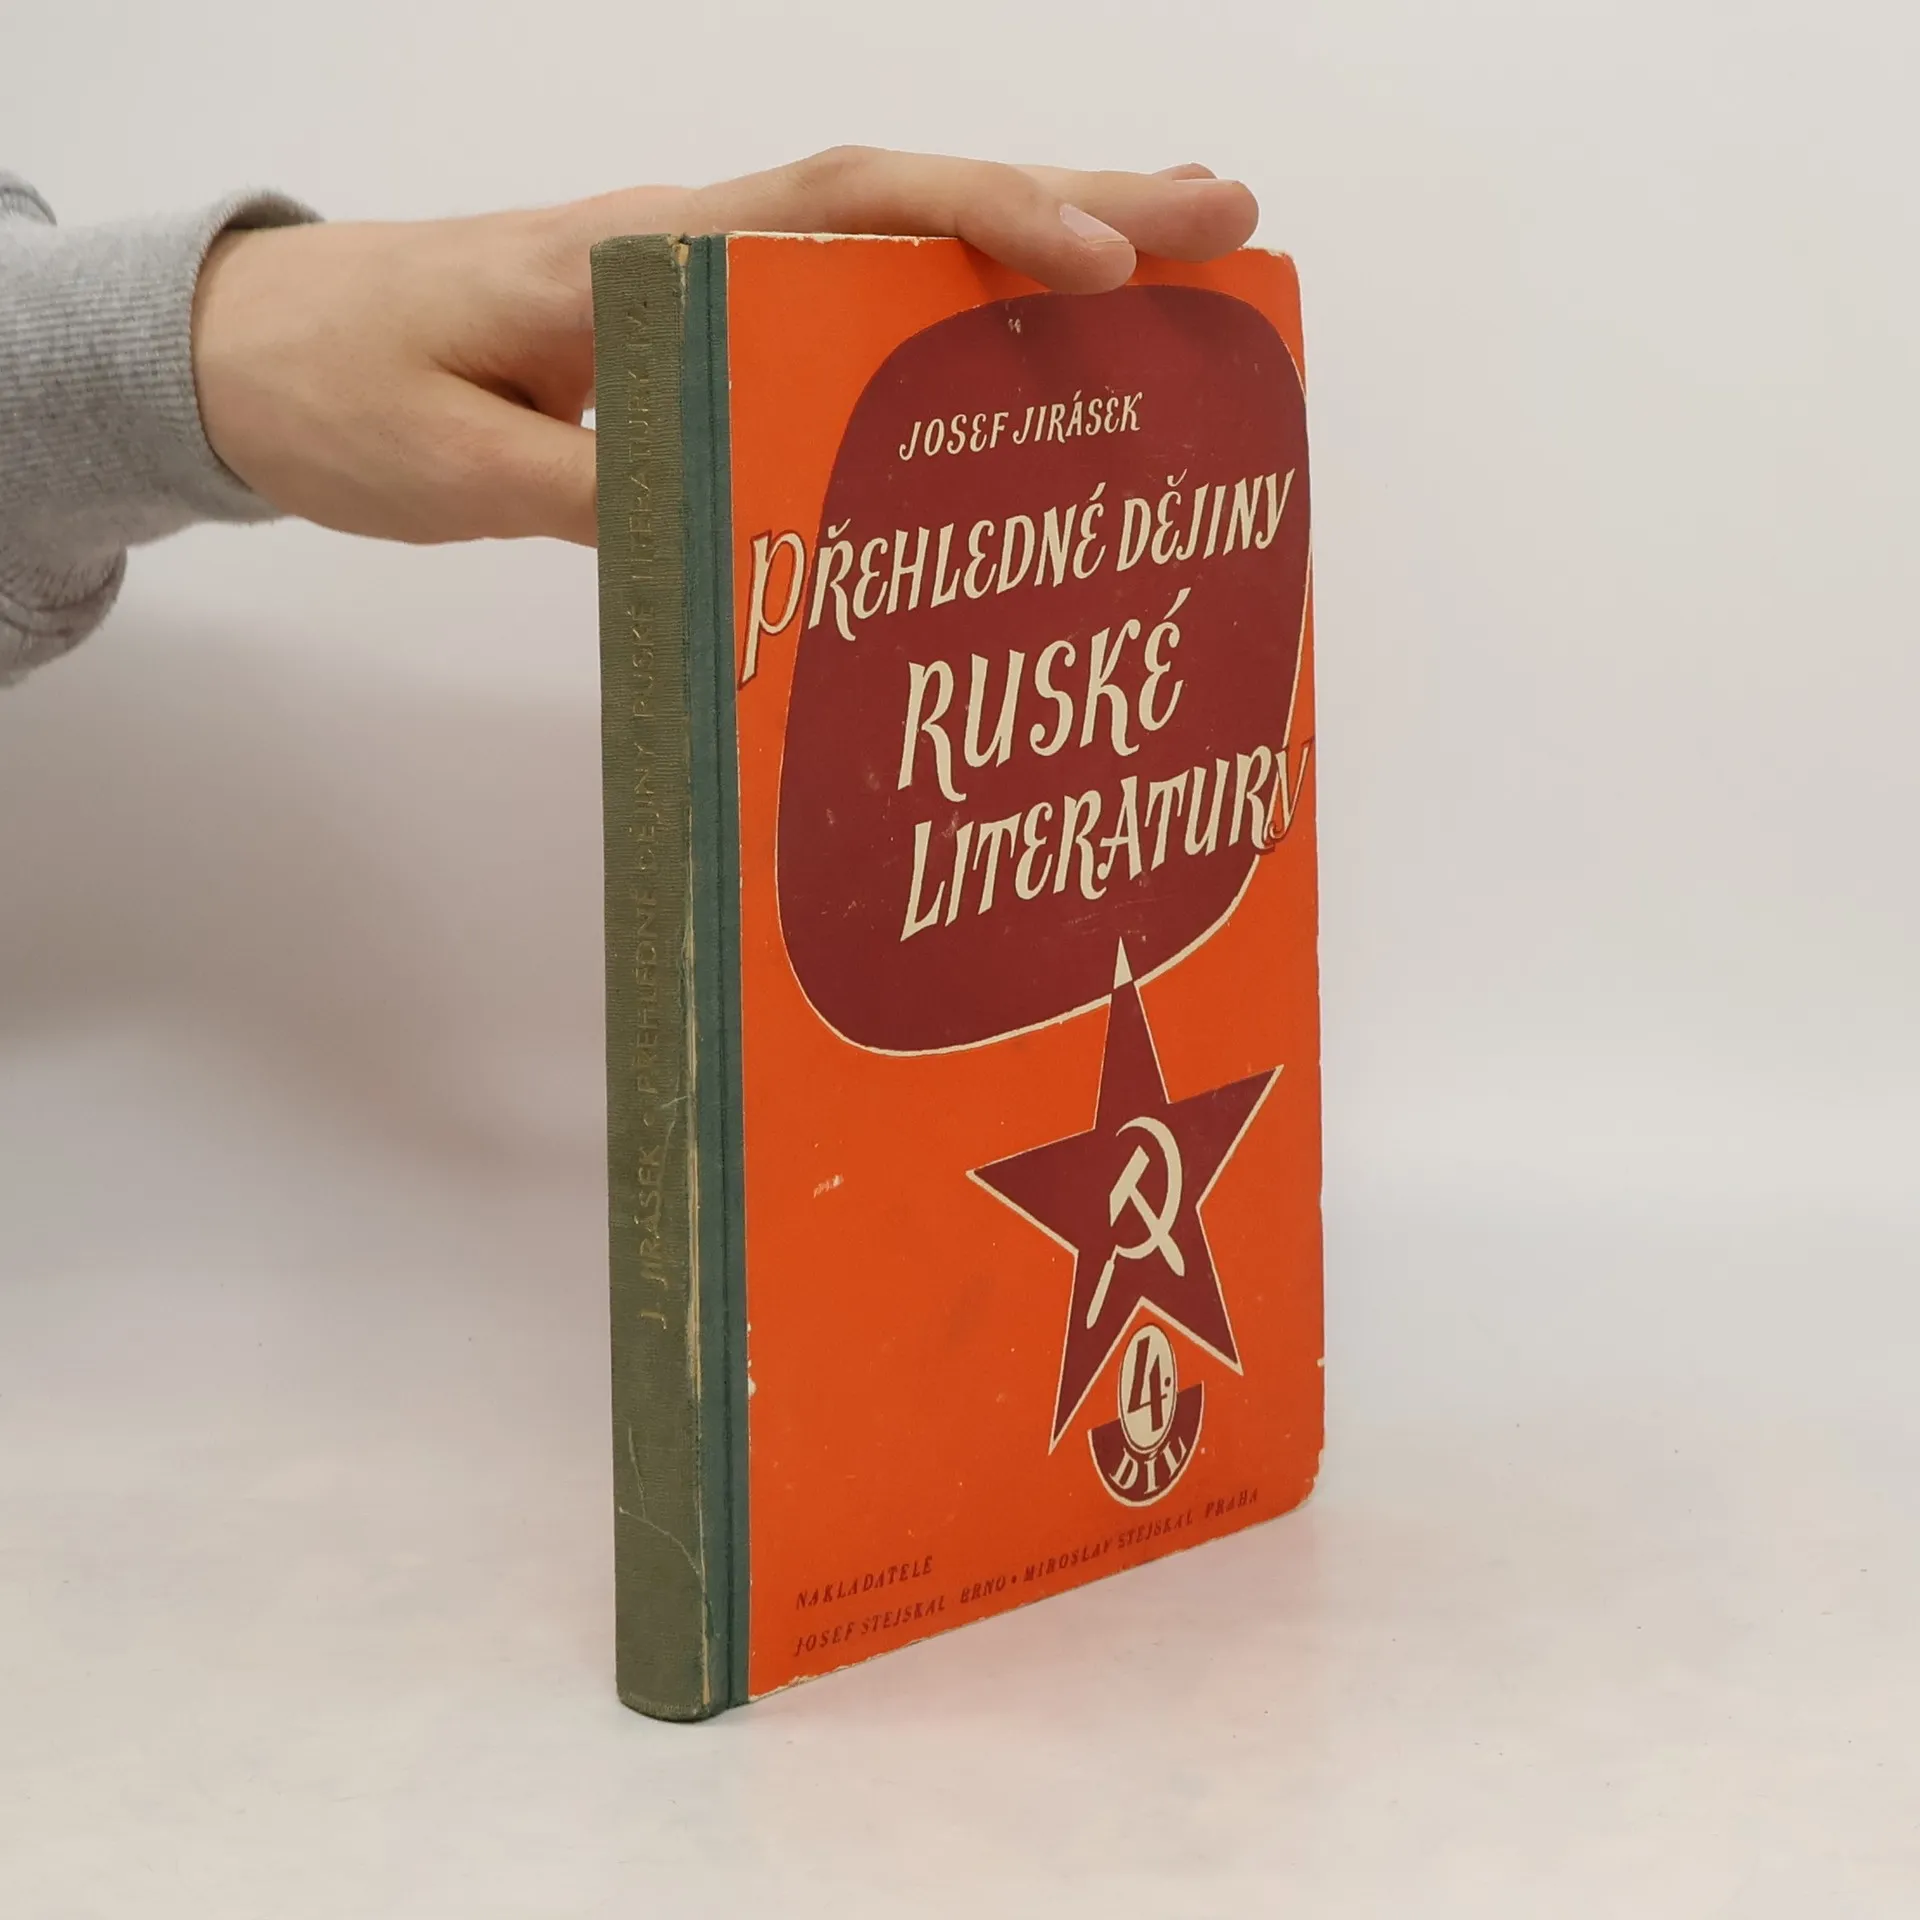 J. JIRÁSEK • PŘEHLEDNÉ DĚJINY RUSKÉ LITERATURY IV.
JOSEF JIRÁSEK
PŘEHLEDNÉ DĚJINY
RUSKÉ
LITERATURY
4.
DÍL
NAKLADATELÉ
JOSEF STEJSKAL BRNO • MIROSLAV STEJSKAL PRAHA